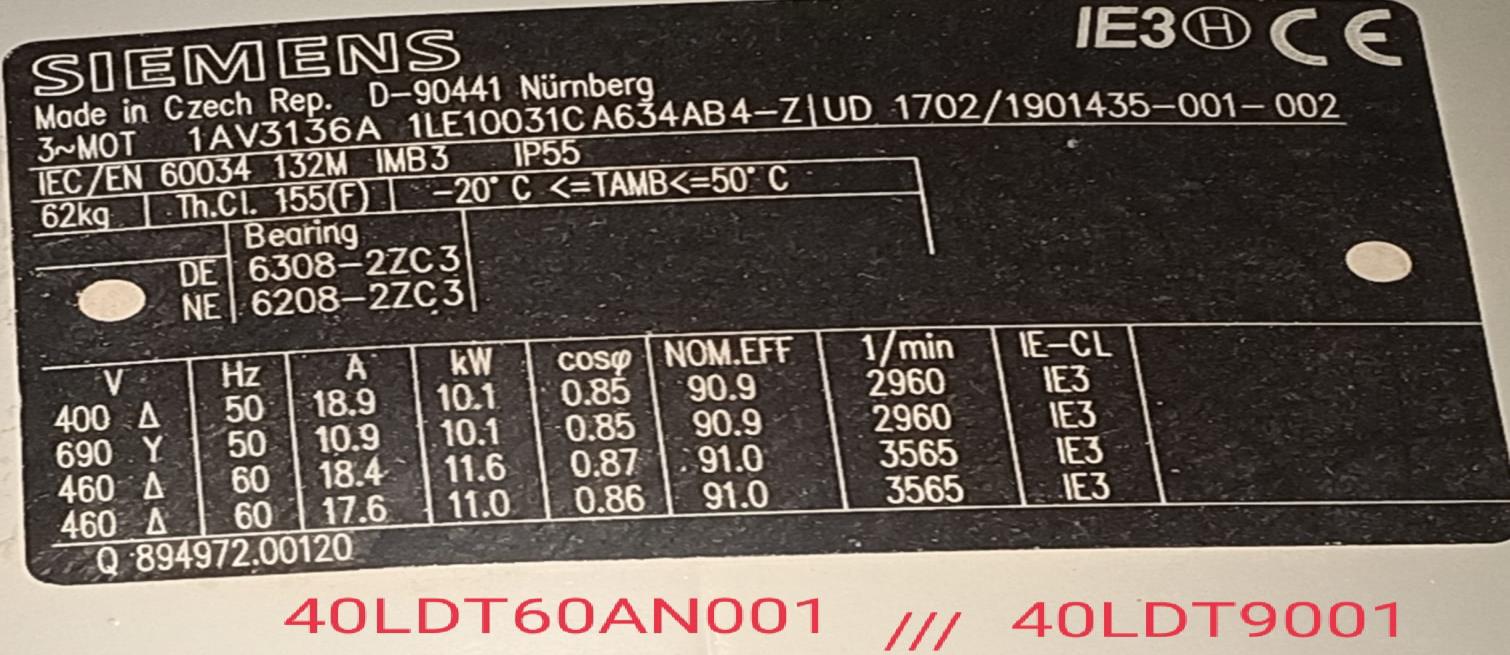 SIEMENS IE3 H CE
Made in Czech Rep. D-90441 Nürnberg
3~MOT 1AV3136A 1LE10031CA634AB4-Z|UD 1702/1901435-001-002
IEC/EN 60034 132M IMB3 IP55
62kg Th.Cl. 155(F) -20°C <=TAMB<=50°C
Bearing
DE 6308-2ZC3
NE 6208-2ZC3
V Hz A kW cosφ NOM.EFF 1/min IE-CL
400 Δ 50 18.9 10.1 0.85 90.9 2960 IE3
690 Y 50 10.9 10.1 0.85 90.9 2960 IE3
460 Δ 60 18.4 11.6 0.87 91.0 3565 IE3
460 Δ 60 17.6 11.0 0.86 91.0 3565 IE3
Q 894972.00120
40LDT60AN001 /// 40LDT9001